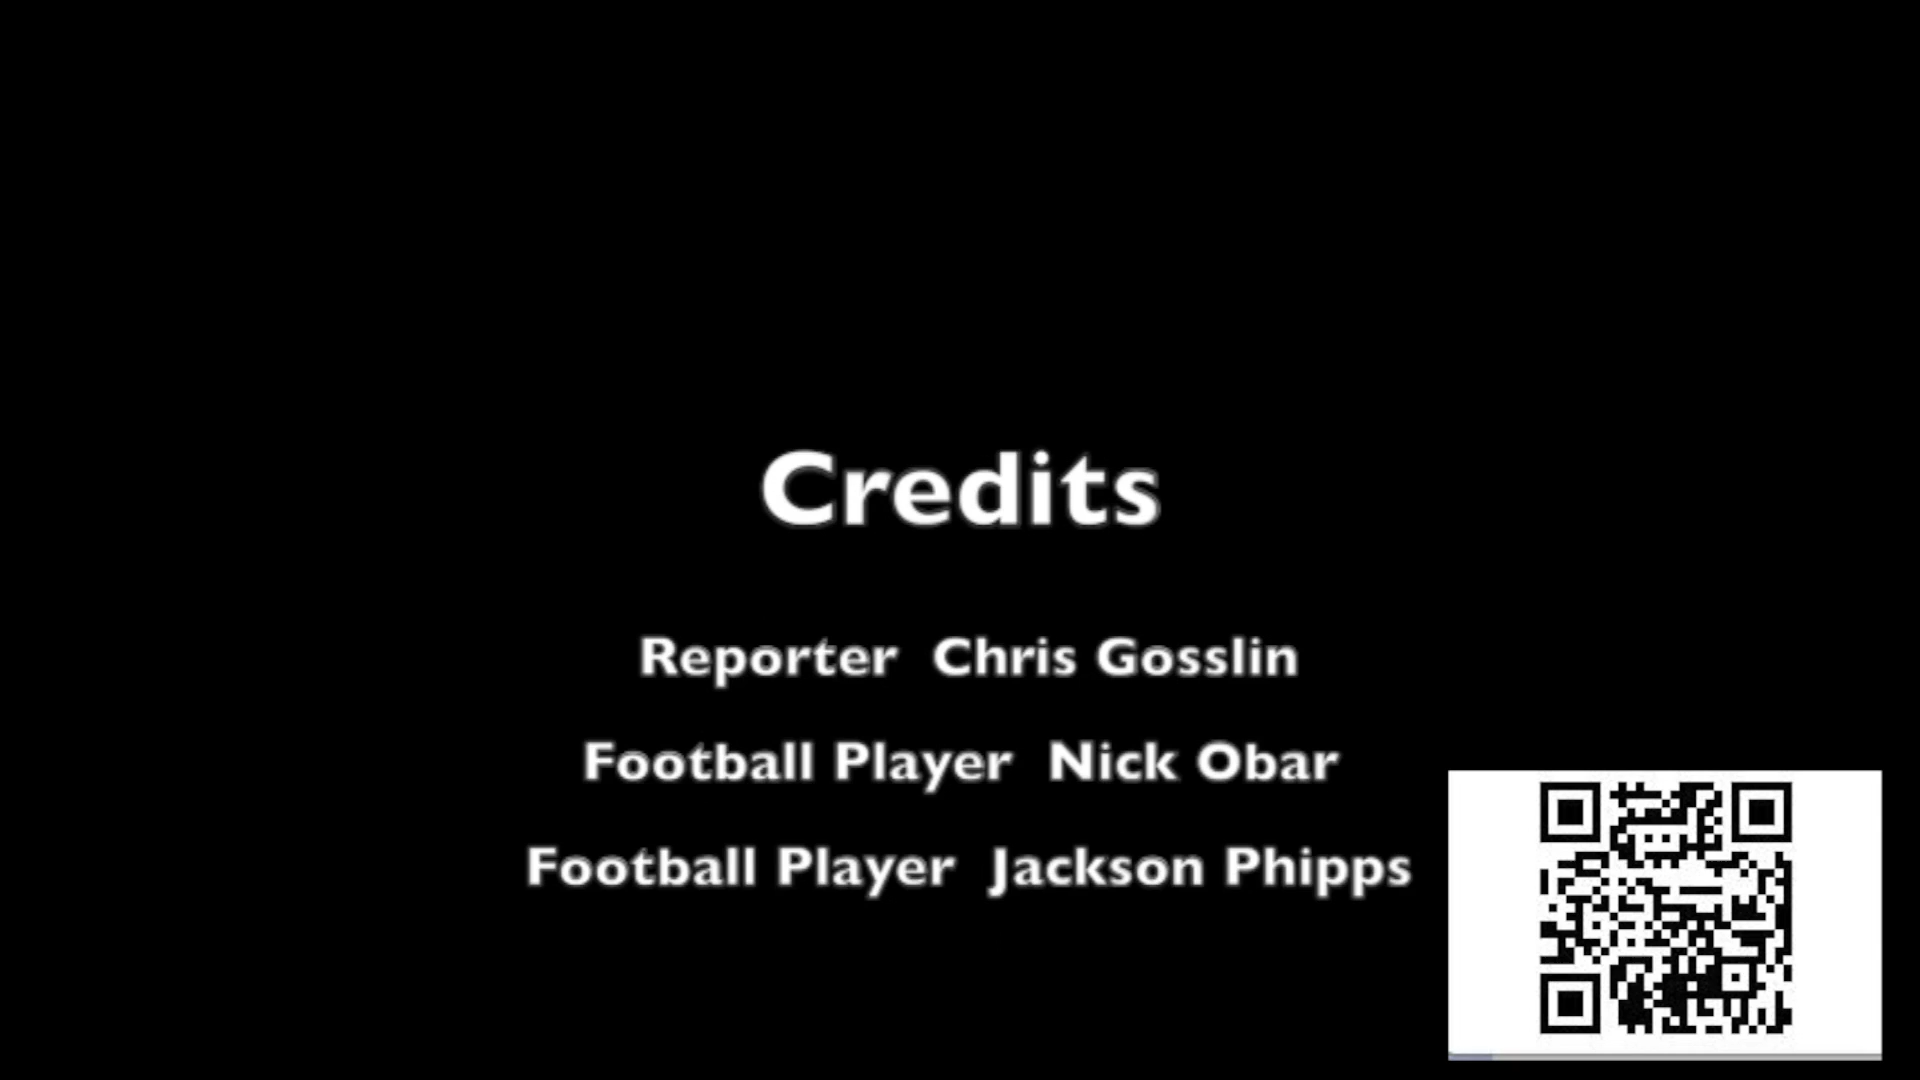 Credits
Reporter  Chris Gosslin
Football Player  Nick Obar
Football Player  Jackson Phipps